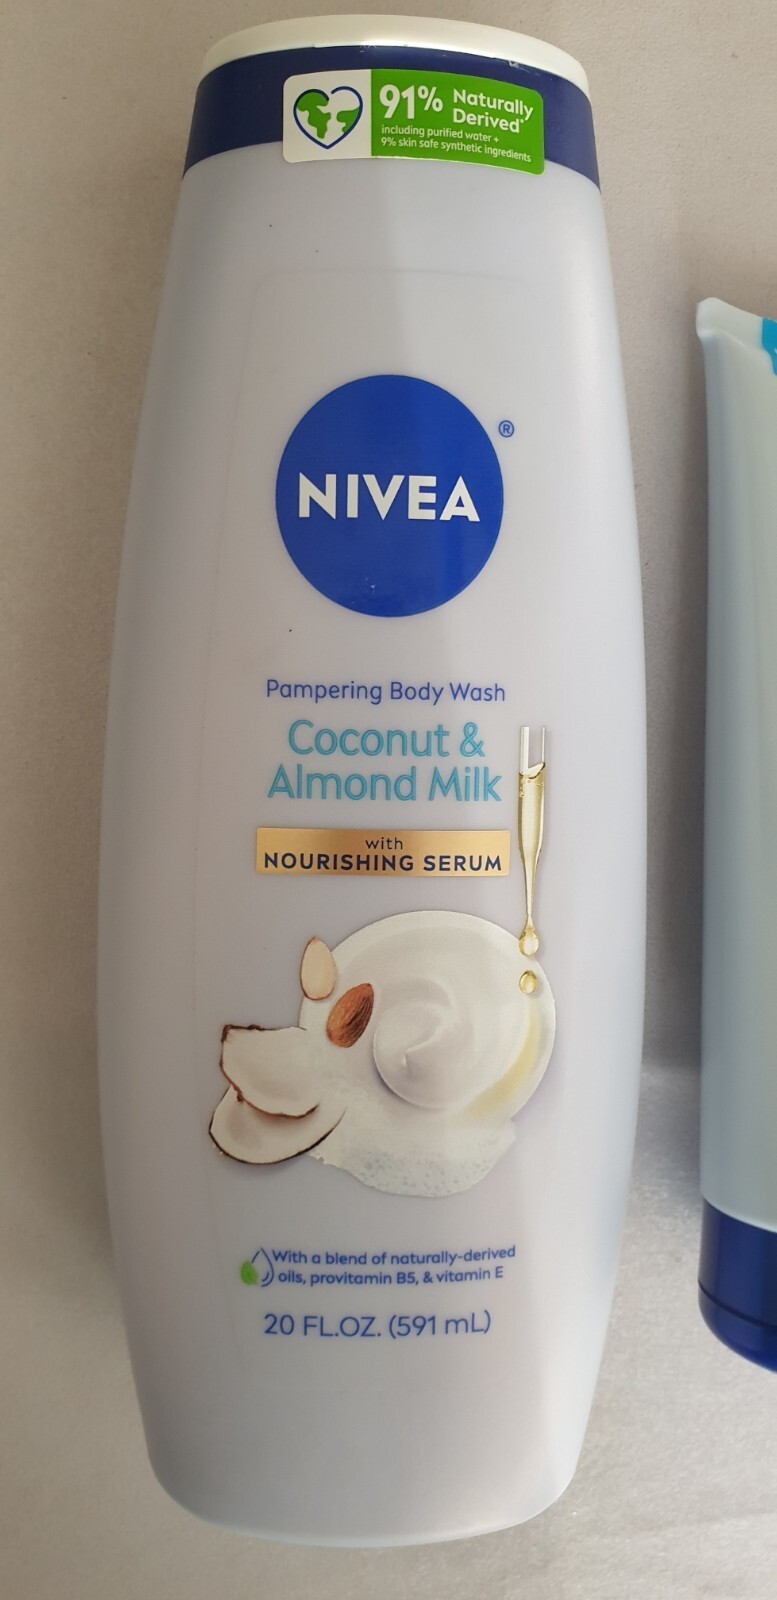 91% Naturally
Derived*
including purified water +
9% skin safe synthetic ingredients
NIVEA®
Pampering Body Wash
Coconut &
Almond Milk
with
NOURISHING SERUM
With a blend of naturally-derived
oils, provitamin B5, & vitamin E
20 FL.OZ. (591 mL)